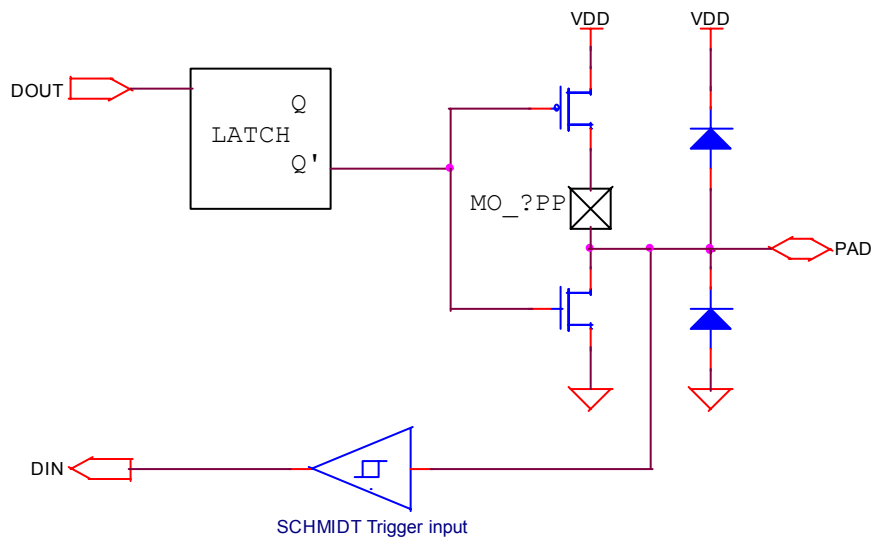 VDD
VDD
DOUT
Q
LATCH
Q'
MO_?PP
PAD
DIN
SCHMIDT Trigger input